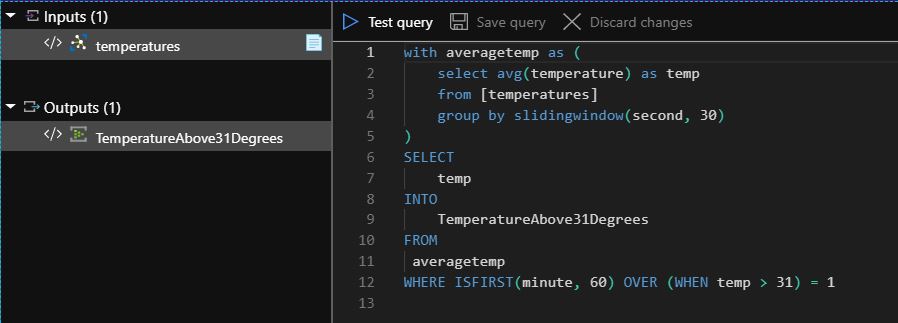 Inputs (1)
temperatures
Outputs (1)
TemperatureAbove31Degrees
Test query
Save query
Discard changes
1 with averagetemp as (
2 select avg(temperature) as temp
3 from [temperatures]
4 group by slidingwindow(second, 30)
5 )
6 SELECT
7 temp
8 INTO
9 TemperatureAbove31Degrees
10 FROM
11 averagetemp
12 WHERE ISFIRST(minute, 60) OVER (WHEN temp > 31) = 1
13